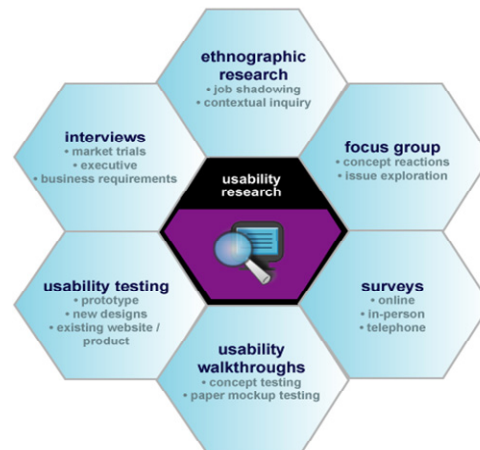 ethnographic
research
• job shadowing
• contextual inquiry
interviews
• market trials
• executive
• business requirements
focus group
• concept reactions
• issue exploration
usability
research
usability testing
• prototype
• new designs
• existing website /
product
surveys
• online
• in-person
• telephone
usability
walkthroughs
• concept testing
• paper mockup testing